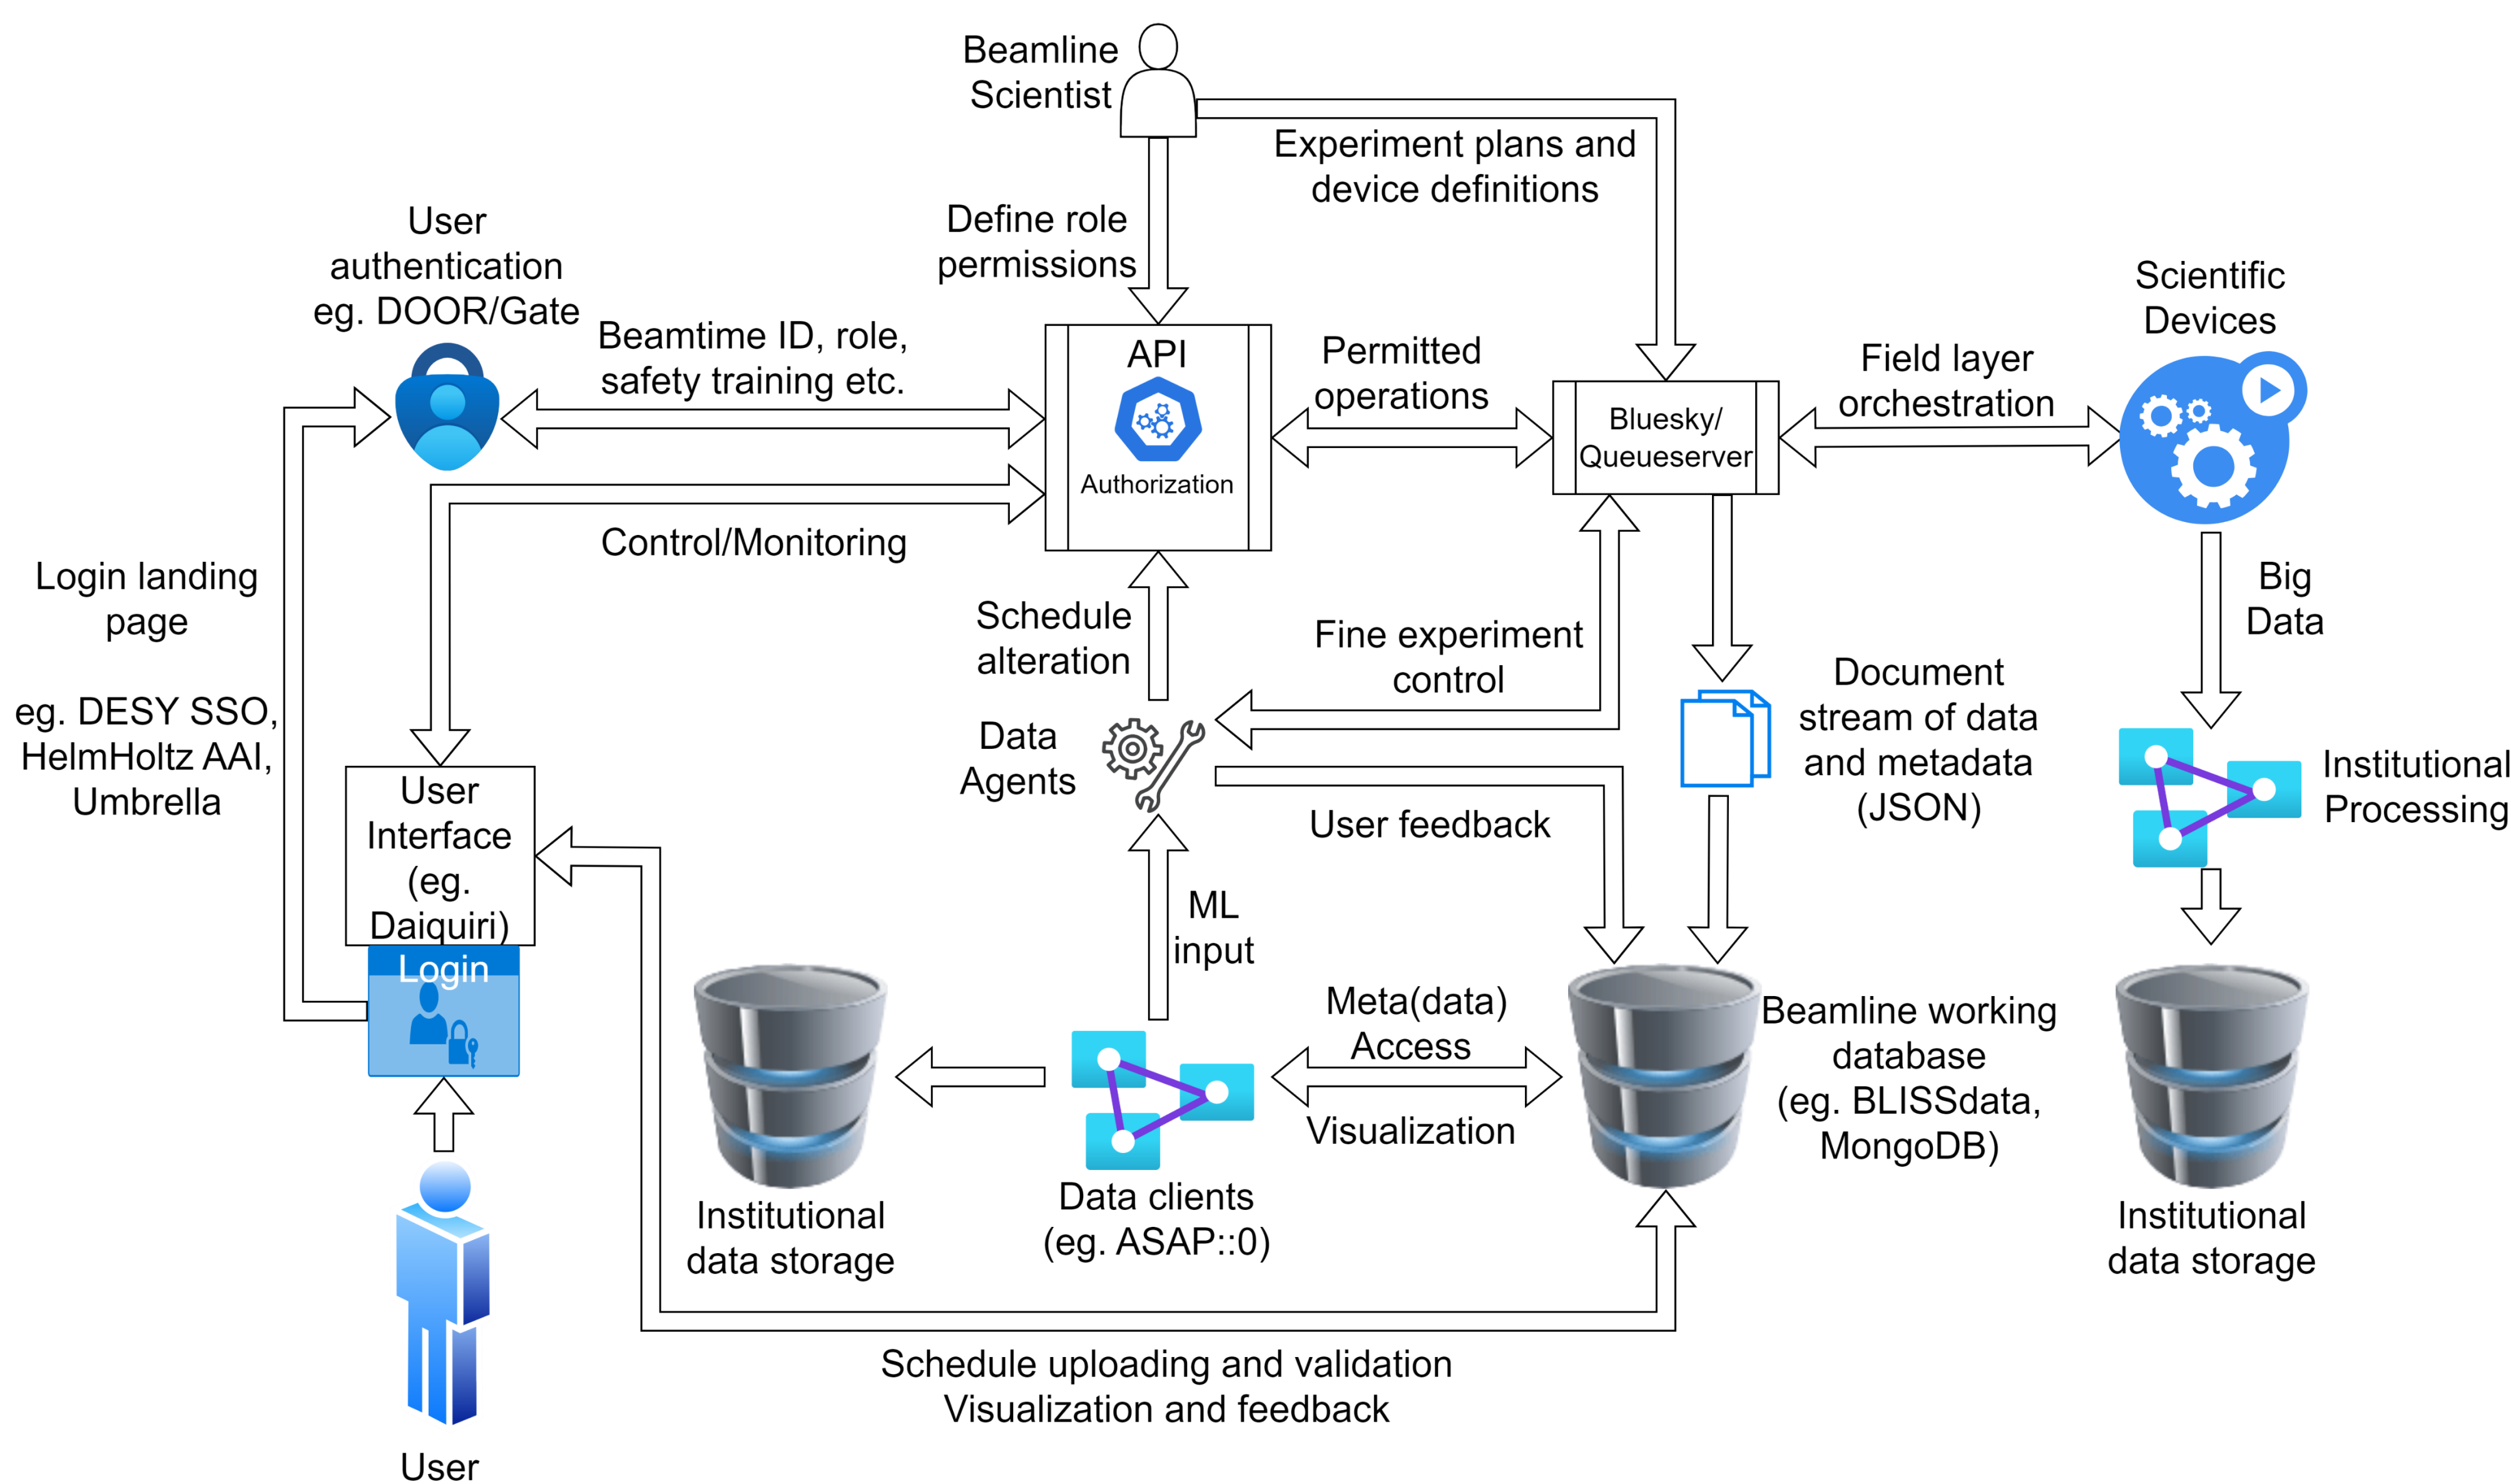 Beamline
Scientist
Experiment plans and
device definitions
Define role
permissions
User
authentication
eg. DOOR/Gate
Beamtime ID, role,
safety training etc.
API
Authorization
Permitted
operations
Bluesky/
Queueserver
Field layer
orchestration
Scientific
Devices
Control/Monitoring
Login landing
page
eg. DESY SSO,
HelmHoltz AAI,
Umbrella
Schedule
alteration
Fine experiment
control
Big
Data
Data
Agents
Document
stream of data
and metadata
(JSON)
Institutional
Processing
User
Interface
(eg.
Daiquiri)
User feedback
Login
ML
input
Meta(data)
Access
Visualization
Beamline working
database
(eg. BLISSdata,
MongoDB)
Institutional
data storage
Data clients
(eg. ASAP::0)
Institutional
data storage
Schedule uploading and validation
Visualization and feedback
User